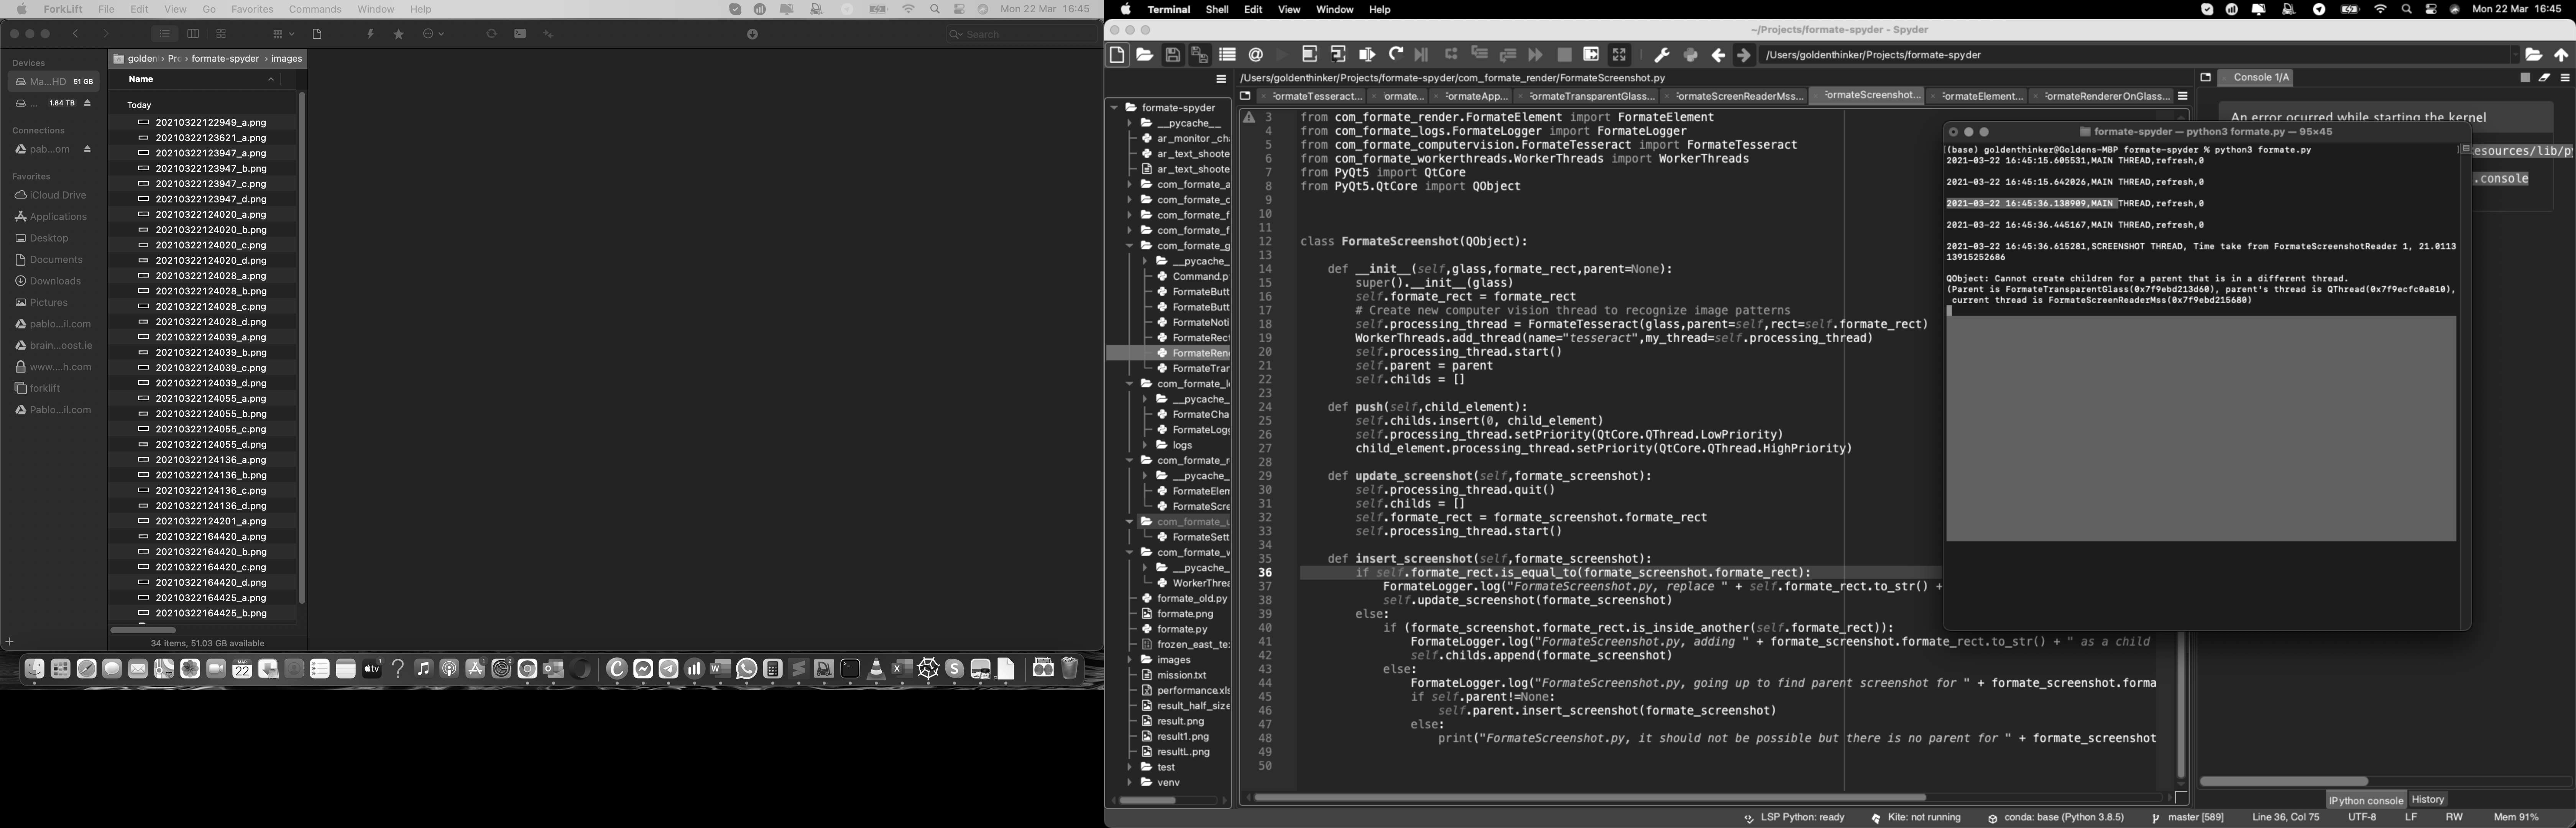 ForkLift File Edit View Go Favorites Commands Window Help
Mon 22 Mar 16:45
Search
Devices
Ma...HD 51 GB
... 1.84 TB
Connections
pab...om
Favorites
iCloud Drive
Applications
Desktop
Documents
Downloads
Pictures
pablo...il.com
brain...oost.ie
www....h.com
forklift
Pablo...il.com
golden › Pr › formate-spyder › images
Name
Today
20210322122949_a.png
20210322123621_a.png
20210322123947_a.png
20210322123947_b.png
20210322123947_c.png
20210322123947_d.png
20210322124020_a.png
20210322124020_b.png
20210322124020_c.png
20210322124020_d.png
20210322124028_a.png
20210322124028_b.png
20210322124028_c.png
20210322124028_d.png
20210322124039_a.png
20210322124039_b.png
20210322124039_c.png
20210322124039_d.png
20210322124055_a.png
20210322124055_b.png
20210322124055_c.png
20210322124055_d.png
20210322124136_a.png
20210322124136_b.png
20210322124136_c.png
20210322124136_d.png
20210322124201_a.png
20210322164420_a.png
20210322164420_b.png
20210322164420_c.png
20210322164420_d.png
20210322164425_a.png
20210322164425_b.png
34 items, 51.03 GB available
Terminal Shell Edit View Window Help
Mon 22 Mar 16:45
~/Projects/formate-spyder - Spyder
/Users/goldenthinker/Projects/formate-spyder
/Users/goldenthinker/Projects/formate-spyder/com_formate_render/FormateScreenshot.py
formate-spyder
__pycache__
ar_monitor_ch
ar_text_shoote
ar_text_shoote
com_formate_a
com_formate_c
com_formate_f
com_formate_f
com_formate_g
__pycache_
Command.p
FormateButt
FormateButt
FormateNoti
FormateRect
FormateRen
FormateTrar
com_formate_l
__pycache_
FormateCha
FormateLogg
logs
com_formate_r
__pycache_
FormateElen
FormateScre
com_formate_u
FormateSett
com_formate_v
__pycache_
WorkerThrea
formate_old.py
formate.png
formate.py
frozen_east_te
images
mission.txt
performance.xls
result_half_size
result.png
result1.png
resultL.png
test
venv
FormateTesseract... ormate... FormateApp... FormateTransparentGlass... FormateScreenReaderMss... FormateScreenshot... FormateElement... FormateRendererOnGlass...
3 from com_formate_render.FormateElement import FormateElement
4 from com_formate_logs.FormateLogger import FormateLogger
5 from com_formate_computervision.FormateTesseract import FormateTesseract
6 from com_formate_workerthreads.WorkerThreads import WorkerThreads
7 from PyQt5 import QtCore
8 from PyQt5.QtCore import QObject
9
10
11
12 class FormateScreenshot(QObject):
13
14 def __init__(self,glass,formate_rect,parent=None):
15 super().__init__(glass)
16 self.formate_rect = formate_rect
17 # Create new computer vision thread to recognize image patterns
18 self.processing_thread = FormateTesseract(glass,parent=self,rect=self.formate_rect)
19 WorkerThreads.add_thread(name="tesseract",my_thread=self.processing_thread)
20 self.processing_thread.start()
21 self.parent = parent
22 self.childs = []
23
24 def push(self,child_element):
25 self.childs.insert(0, child_element)
26 self.processing_thread.setPriority(QtCore.QThread.LowPriority)
27 child_element.processing_thread.setPriority(QtCore.QThread.HighPriority)
28
29 def update_screenshot(self,formate_screenshot):
30 self.processing_thread.quit()
31 self.childs = []
32 self.formate_rect = formate_screenshot.formate_rect
33 self.processing_thread.start()
34
35 def insert_screenshot(self,formate_screenshot):
36 if self.formate_rect.is_equal_to(formate_screenshot.formate_rect):
37 FormateLogger.log("FormateScreenshot.py, replace " + self.formate_rect.to_str() +
38 self.update_screenshot(formate_screenshot)
39 else:
40 if (formate_screenshot.formate_rect.is_inside_another(self.formate_rect)):
41 FormateLogger.log("FormateScreenshot.py, adding " + formate_screenshot.formate_rect.to_str() + " as a child
42 self.childs.append(formate_screenshot)
43 else:
44 FormateLogger.log("FormateScreenshot.py, going up to find parent screenshot for " + formate_screenshot.forma
45 if self.parent!=None:
46 self.parent.insert_screenshot(formate_screenshot)
47 else:
48 print("FormateScreenshot.py, it should not be possible but there is no parent for " + formate_screenshot
49
50
Console 1/A
An error ocurred while starting the kernel
esources/lib/py
.console
formate-spyder — python3 formate.py — 95×45
(base) goldenthinker@Goldens-MBP formate-spyder % python3 formate.py
2021-03-22 16:45:15.605531,MAIN THREAD,refresh,0
2021-03-22 16:45:15.642026,MAIN THREAD,refresh,0
2021-03-22 16:45:36.138909,MAIN THREAD,refresh,0
2021-03-22 16:45:36.445167,MAIN THREAD,refresh,0
2021-03-22 16:45:36.615281,SCREENSHOT THREAD, Time take from FormateScreenshotReader 1, 21.0113
13915252686
QObject: Cannot create children for a parent that is in a different thread.
(Parent is FormateTransparentGlass(0x7f9ebd213d60), parent's thread is QThread(0x7f9ecfc0a810),
current thread is FormateScreenReaderMss(0x7f9ebd215680)
IPython console History
LSP Python: ready Kite: not running conda: base (Python 3.8.5) master [589] Line 36, Col 75 UTF-8 LF RW Mem 91%